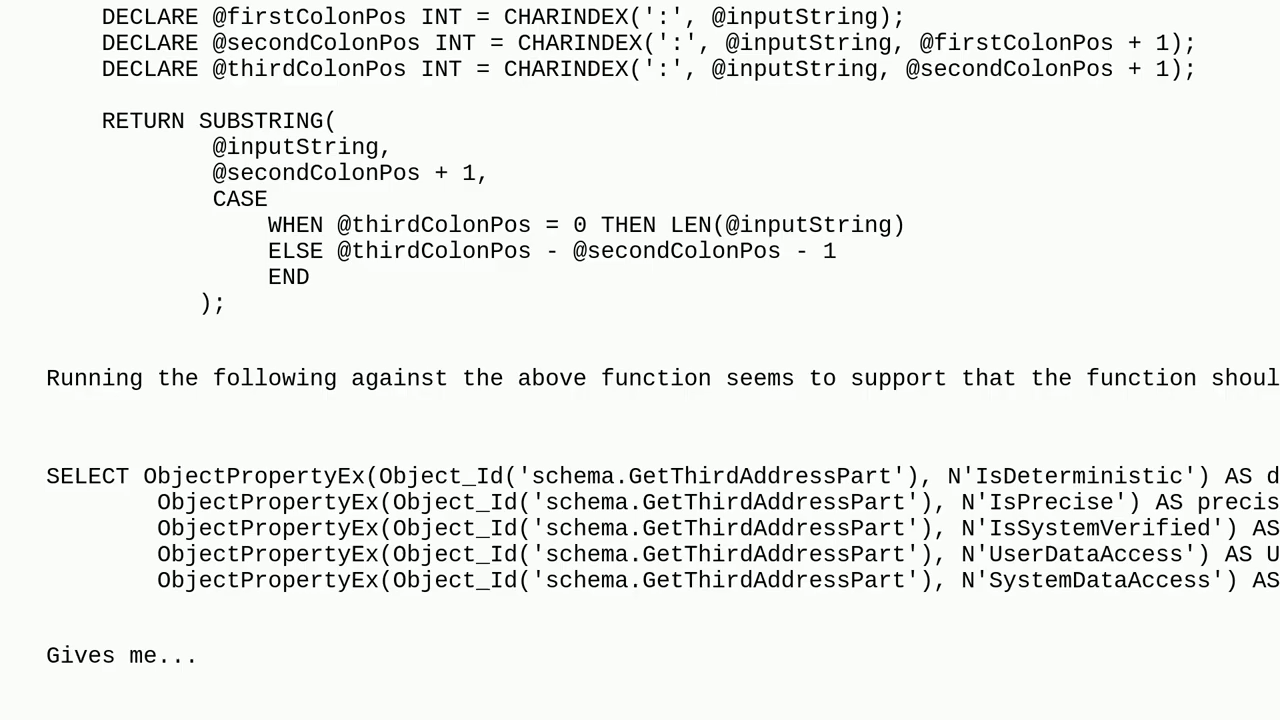 DECLARE @firstColonPos INT = CHARINDEX(':', @inputString);
DECLARE @secondColonPos INT = CHARINDEX(':', @inputString, @firstColonPos + 1);
DECLARE @thirdColonPos INT = CHARINDEX(':', @inputString, @secondColonPos + 1);
RETURN SUBSTRING(
@inputString,
@secondColonPos + 1,
CASE
WHEN @thirdColonPos = 0 THEN LEN(@inputString)
ELSE @thirdColonPos - @secondColonPos - 1
END
);
Running the following against the above function seems to support that the function shoul
SELECT ObjectPropertyEx(Object_Id('schema.GetThirdAddressPart'), N'IsDeterministic') AS d
ObjectPropertyEx(Object_Id('schema.GetThirdAddressPart'), N'IsPrecise') AS precis
ObjectPropertyEx(Object_Id('schema.GetThirdAddressPart'), N'IsSystemVerified') AS
ObjectPropertyEx(Object_Id('schema.GetThirdAddressPart'), N'UserDataAccess') AS U
ObjectPropertyEx(Object_Id('schema.GetThirdAddressPart'), N'SystemDataAccess') AS
Gives me...